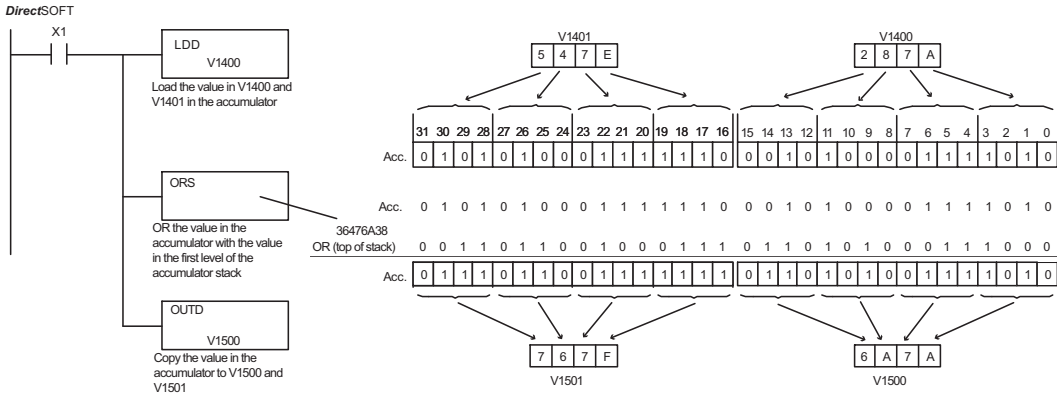 DirectSOFT
X1
LDD
V1400
Load the value in V1400 and
V1401 in the accumulator
ORS
OR the value in the
accumulator with the value
in the first level of the
accumulator stack
OUTD
V1500
Copy the value in the
accumulator to V1500 and
V1501
V1401 V1400
5 4 7 E 2 8 7 A
31 30 29 28 27 26 25 24 23 22 21 20 19 18 17 16 15 14 13 12 11 10 9 8 7 6 5 4 3 2 1 0
Acc. 0 1 0 1 0 1 0 0 0 1 1 1 1 1 1 0 0 0 1 0 1 0 0 0 0 1 1 1 1 0 1 0
Acc. 0 1 0 1 0 1 0 0 0 1 1 1 1 1 1 0 0 0 1 0 1 0 0 0 0 1 1 1 1 0 1 0
36476A38
OR (top of stack) 0 0 1 1 0 1 1 0 0 1 0 0 0 1 1 1 0 1 1 0 1 0 1 0 0 0 1 1 1 0 0 0
Acc. 0 1 1 1 0 1 1 0 0 1 1 1 1 1 1 1 0 1 1 0 1 0 1 0 0 1 1 1 1 0 1 0
7 6 7 F 6 A 7 A
V1501 V1500